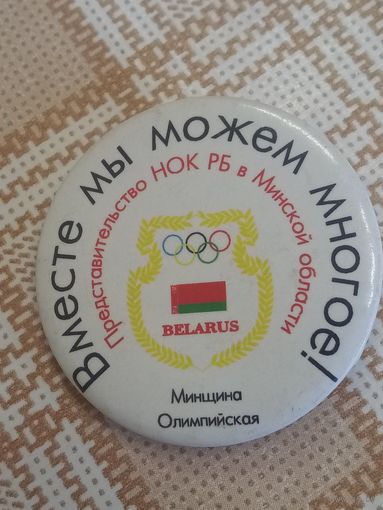 Вместе мы можем многое!
Представительство НОК РБ в Минской области
BELARUS
Минщина
Олимпийская